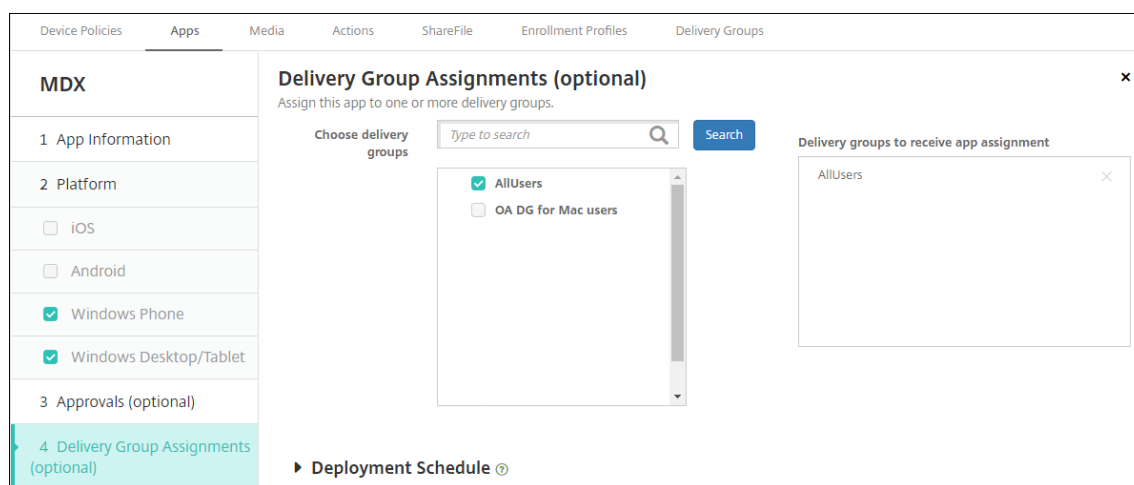 Device Policies Apps Media Actions ShareFile Enrollment Profiles Delivery Groups
MDX
1 App Information
2 Platform
iOS
Android
Windows Phone
Windows Desktop/Tablet
3 Approvals (optional)
4 Delivery Group Assignments
(optional)
Delivery Group Assignments (optional)
Assign this app to one or more delivery groups.
Choose delivery
groups
Type to search
Search
AllUsers
OA DG for Mac users
Delivery groups to receive app assignment
AllUsers
Deployment Schedule